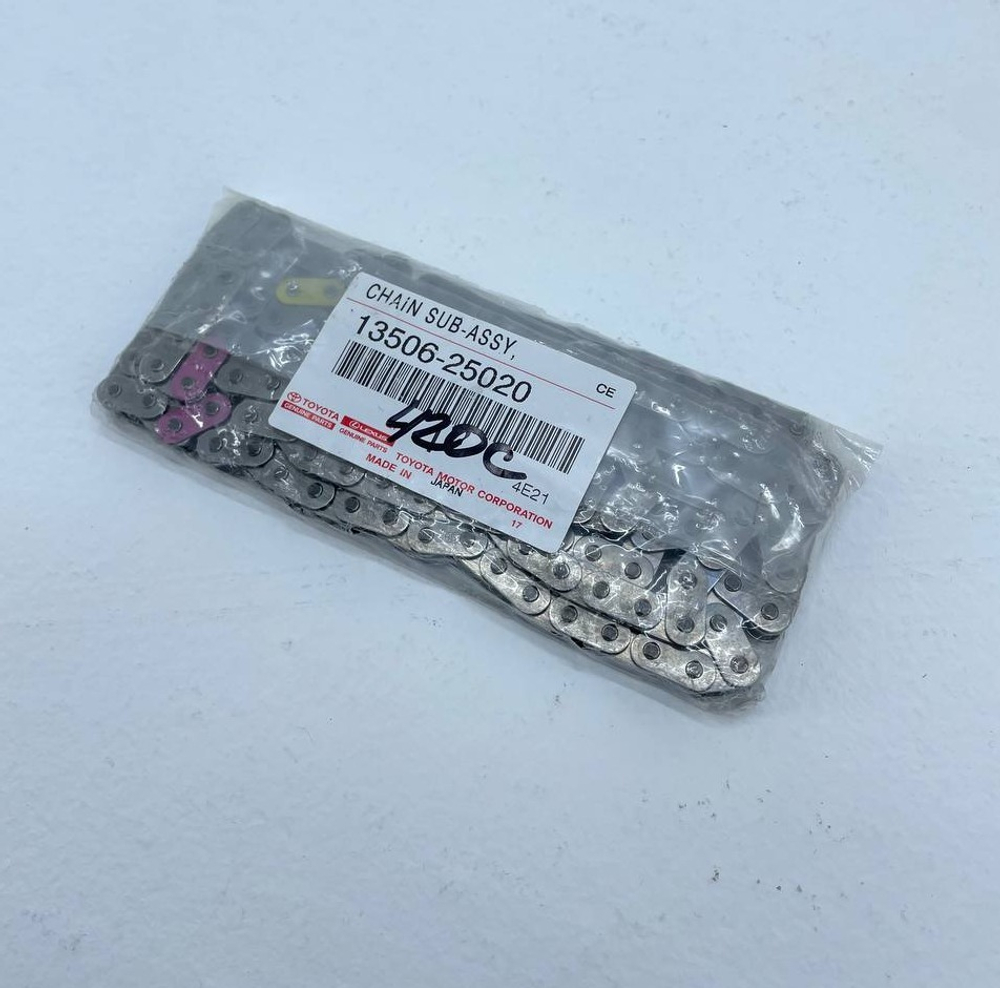 CHAiN SUB-ASSY,
13506-25020
CE
TOYOTA
GENUINE PARTS
LEXUS
GENUINE PARTS
420C
4E21
TOYOTA MOTOR CORPORATION
MADE IN JAPAN
17